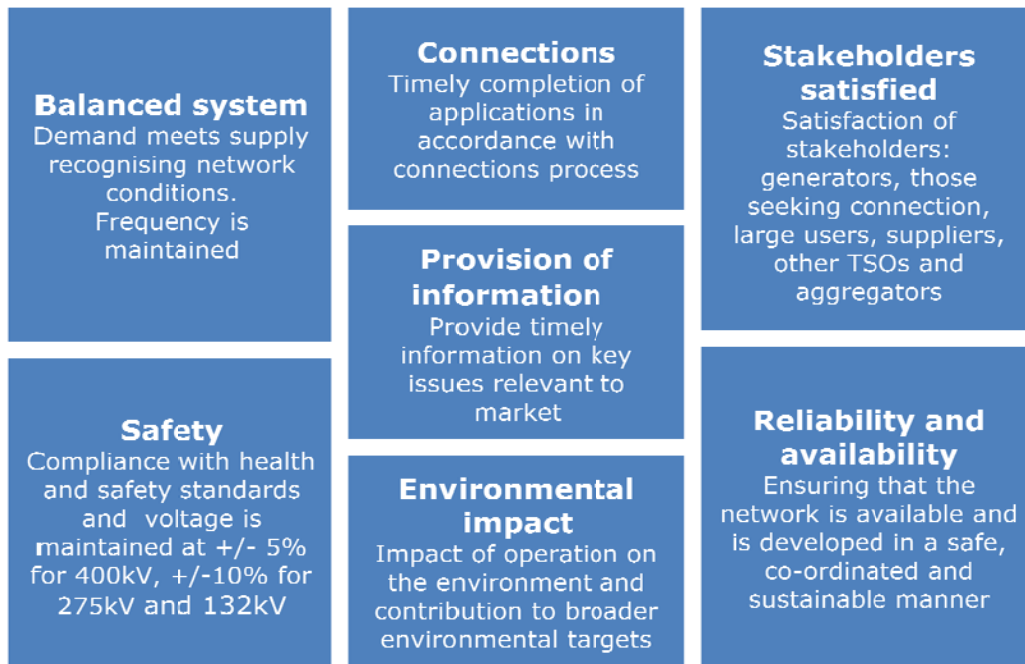 Balanced system
Demand meets supply
recognising network
conditions.
Frequency is
maintained
Safety
Compliance with health
and safety standards
and voltage is
maintained at +/- 5%
for 400kV, +/-10% for
275kV and 132kV
Connections
Timely completion of
applications in
accordance with
connections process
Provision of
information
Provide timely
information on key
issues relevant to
market
Environmental
impact
Impact of operation on
the environment and
contribution to broader
environmental targets
Stakeholders
satisfied
Satisfaction of
stakeholders:
generators, those
seeking connection,
large users, suppliers,
other TSOs and
aggregators
Reliability and
availability
Ensuring that the
network is available and
is developed in a safe,
co-ordinated and
sustainable manner